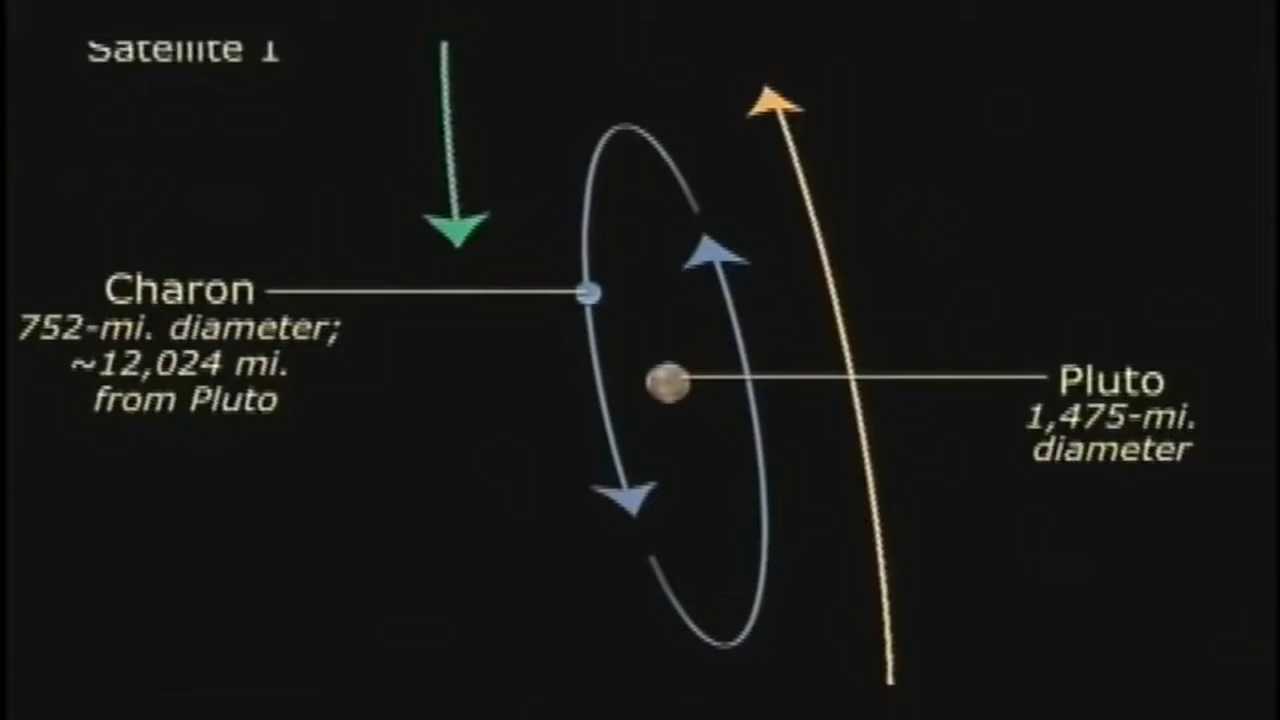 Satellite 1
Charon
752-mi. diameter;
~12,024 mi.
from Pluto
Pluto
1,475-mi.
diameter